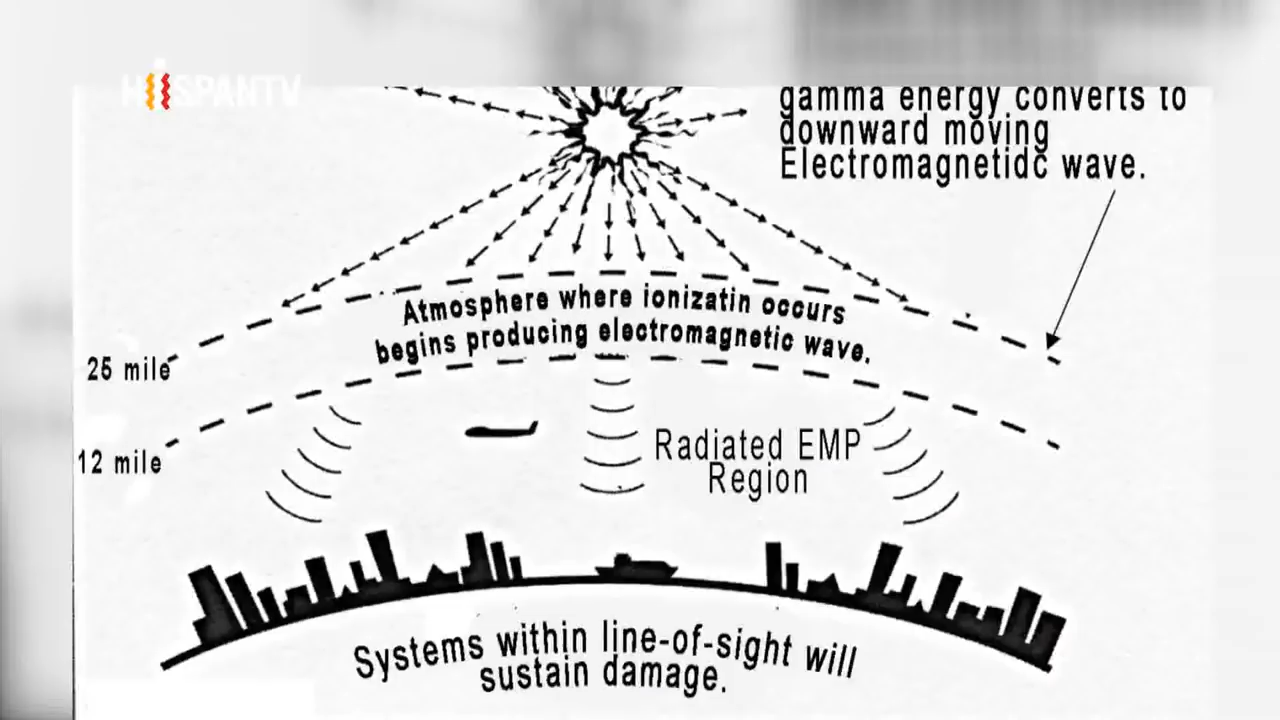 HISPANTV
gamma energy converts to
downward moving
Electromagnetidc wave.
Atmosphere where ionizatin occurs
begins producing electromagnetic wave.
25 mile
12 mile
Radiated EMP
Region
Systems within line-of-sight will
sustain damage.